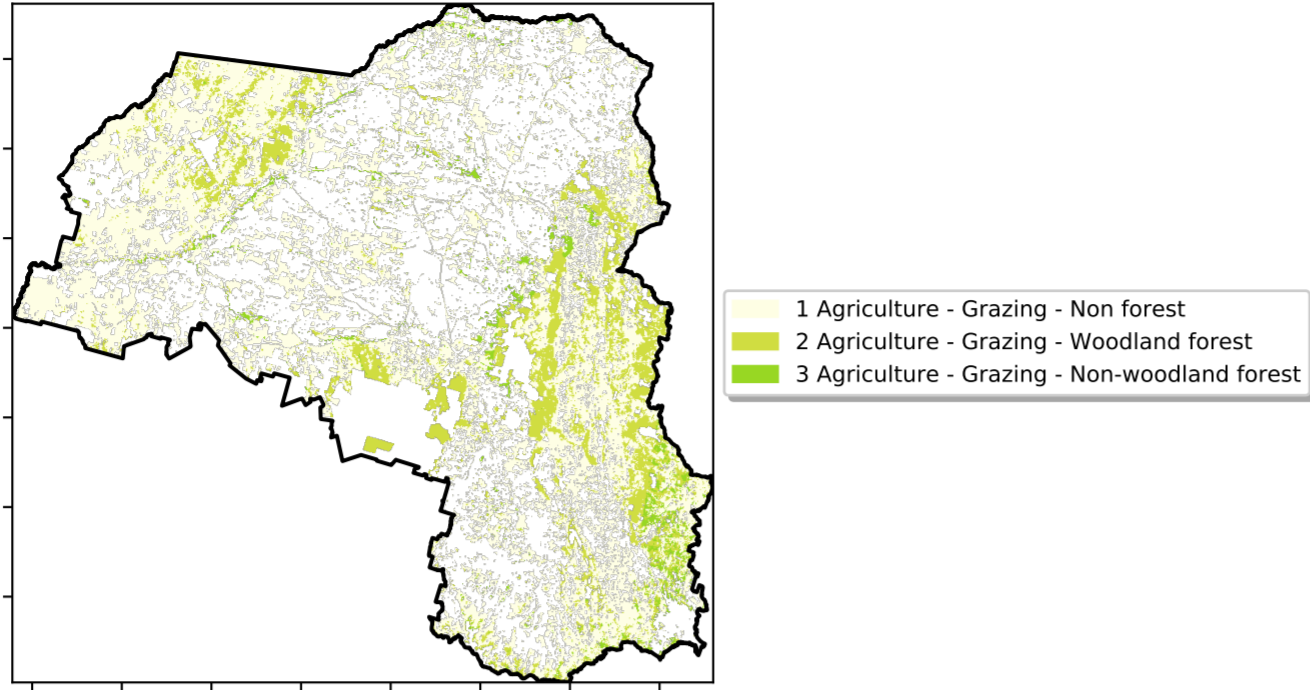 1 Agriculture - Grazing - Non forest
2 Agriculture - Grazing - Woodland forest
3 Agriculture - Grazing - Non-woodland forest